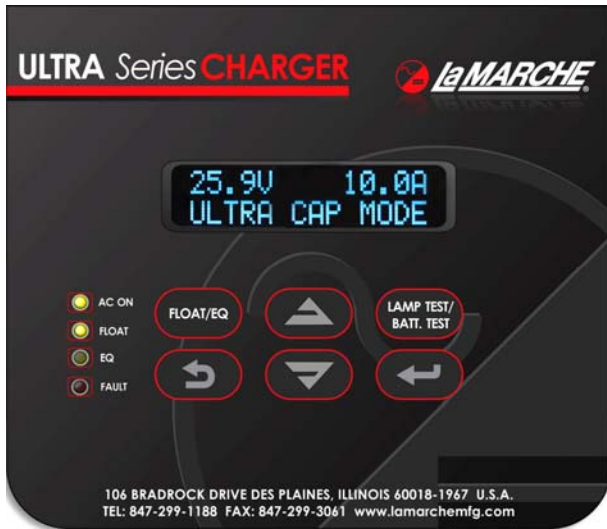 ULTRA Series CHARGER
laMARCHE®
25.9V 10.0A
ULTRA CAP MODE
AC ON
FLOAT
EQ
FAULT
FLOAT/EQ
LAMP TEST/
BATT. TEST
106 BRADROCK DRIVE DES PLAINES, ILLINOIS 60018-1967 U.S.A.
TEL: 847-299-1188 FAX: 847-299-3061 www.lamarchemfg.com